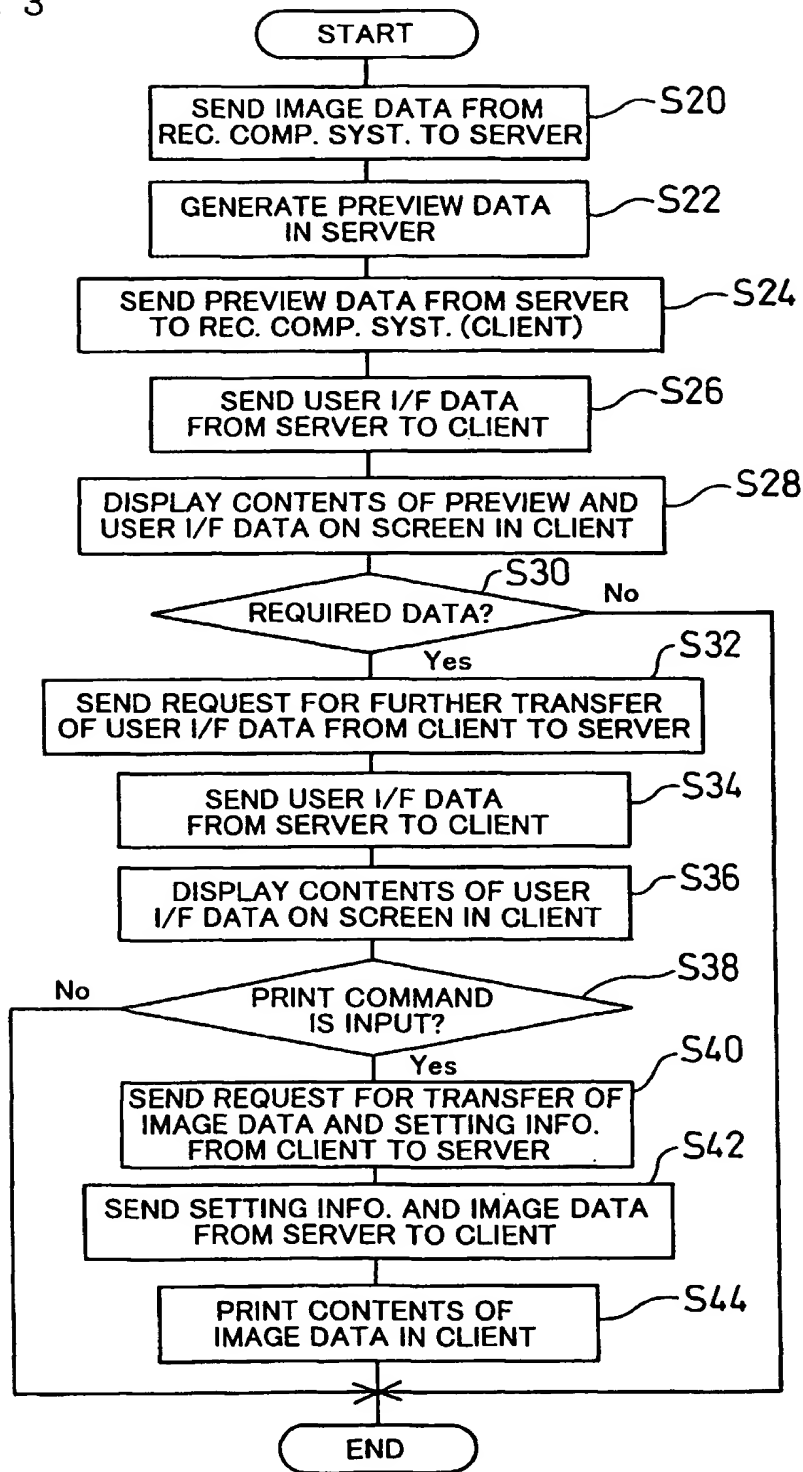 3
START
SEND IMAGE DATA FROM
REC. COMP. SYST. TO SERVER
S20
GENERATE PREVIEW DATA
IN SERVER
S22
SEND PREVIEW DATA FROM SERVER
TO REC. COMP. SYST. (CLIENT)
S24
SEND USER I/F DATA
FROM SERVER TO CLIENT
S26
DISPLAY CONTENTS OF PREVIEW AND
USER I/F DATA ON SCREEN IN CLIENT
S28
REQUIRED DATA?
S30
No
Yes
SEND REQUEST FOR FURTHER TRANSFER
OF USER I/F DATA FROM CLIENT TO SERVER
S32
SEND USER I/F DATA
FROM SERVER TO CLIENT
S34
DISPLAY CONTENTS OF USER
I/F DATA ON SCREEN IN CLIENT
S36
PRINT COMMAND
IS INPUT?
S38
No
Yes
SEND REQUEST FOR TRANSFER OF
IMAGE DATA AND SETTING INFO.
FROM CLIENT TO SERVER
S40
SEND SETTING INFO. AND IMAGE DATA
FROM SERVER TO CLIENT
S42
PRINT CONTENTS OF
IMAGE DATA IN CLIENT
S44
END